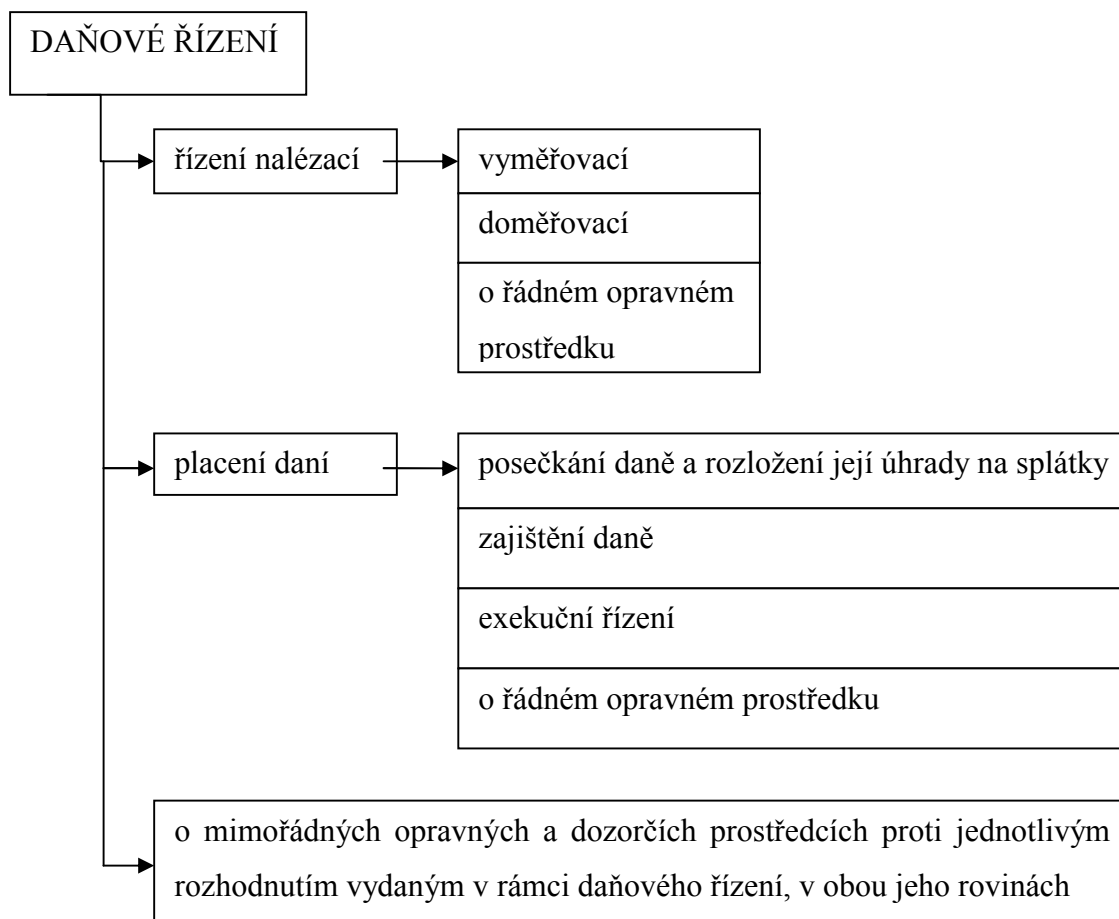 DAŇOVÉ ŘÍZENÍ
řízení nalézací
vyměřovací
doměřovací
o řádném opravném
prostředku
placení daní
posečkání daně a rozložení její úhrady na splátky
zajištění daně
exekuční řízení
o řádném opravném prostředku
o mimořádných opravných a dozorčích prostředcích proti jednotlivým
rozhodnutím vydaným v rámci daňového řízení, v obou jeho rovinách